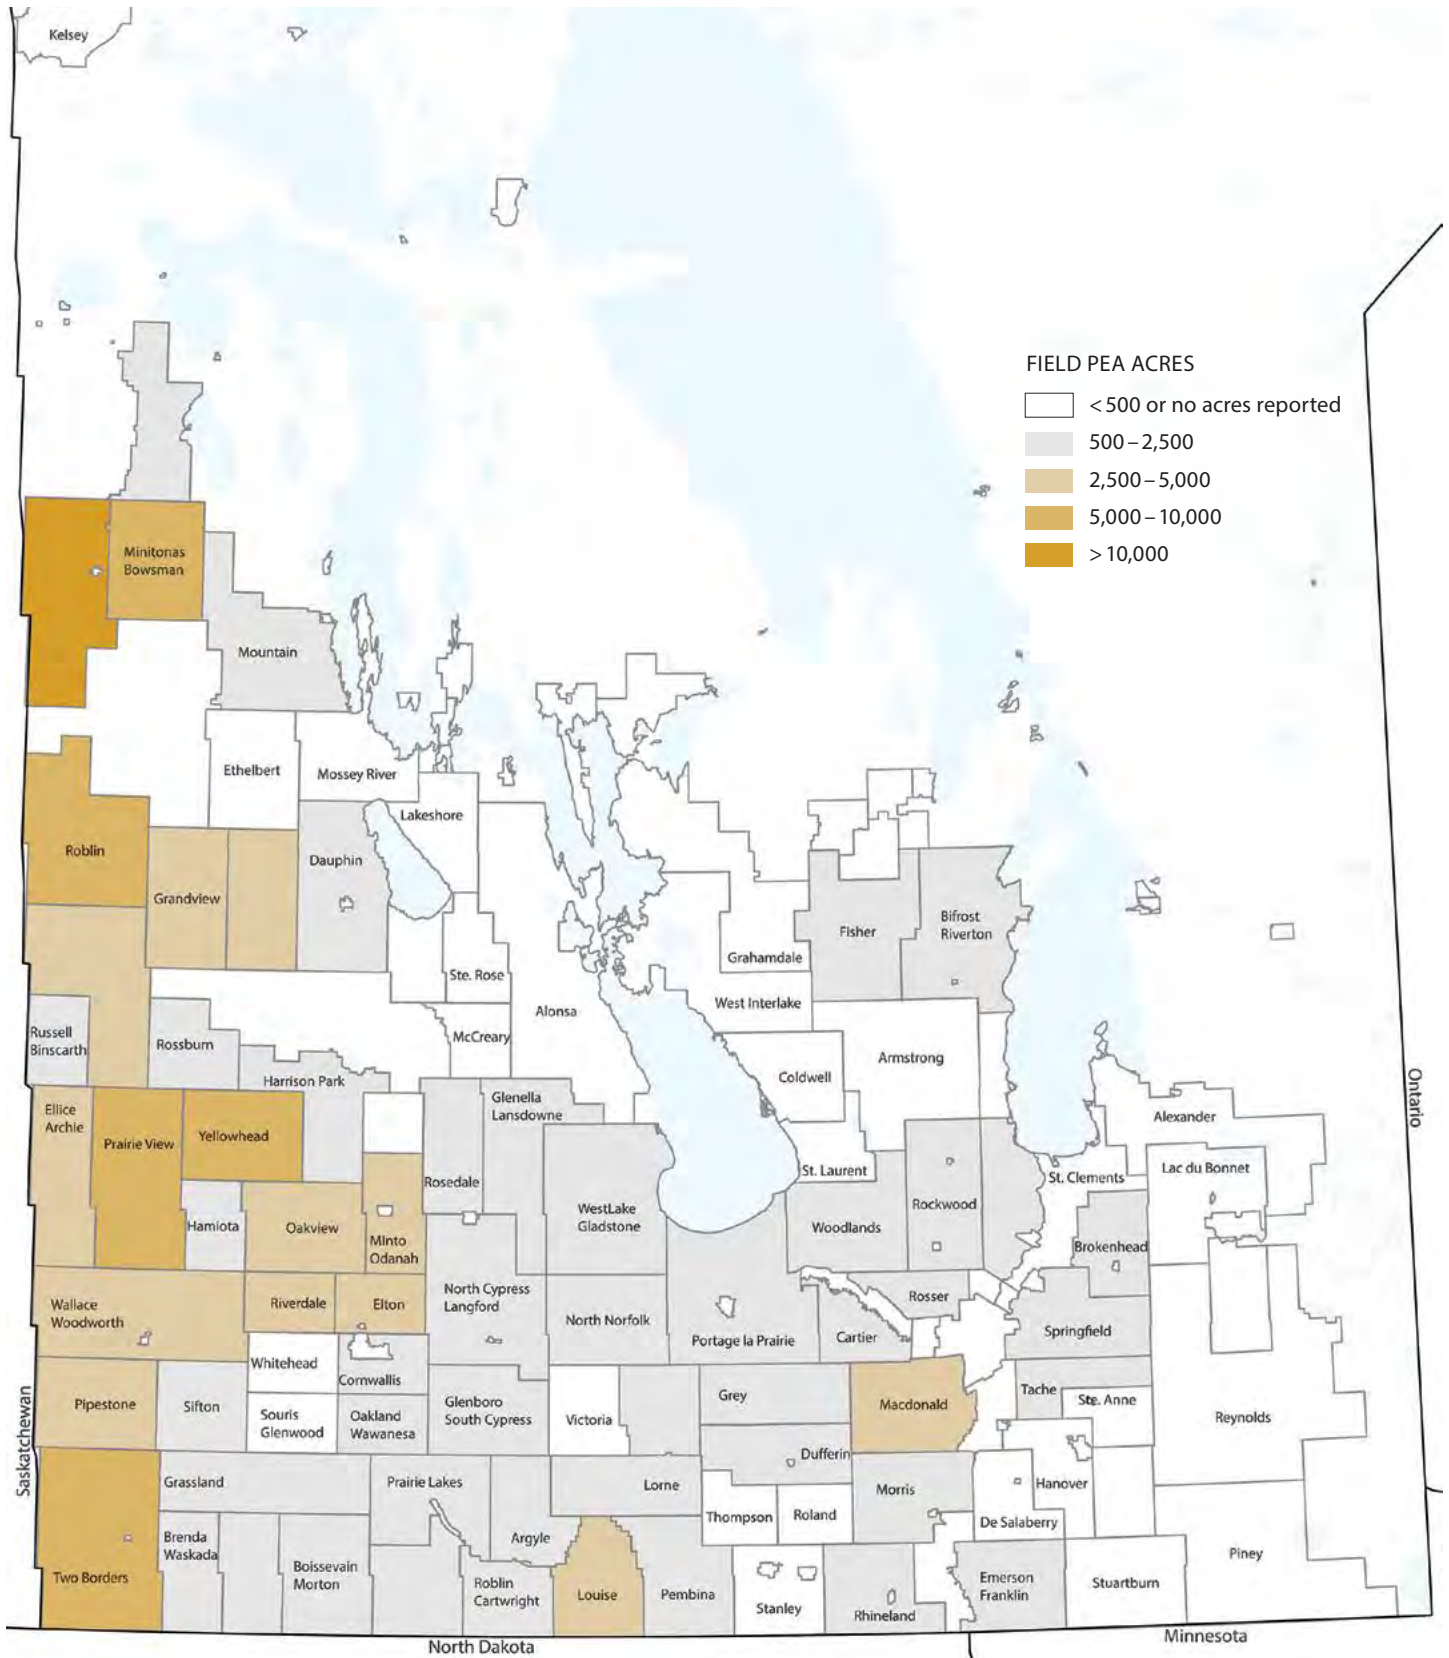 Kelsey
FIELD PEA ACRES
< 500 or no acres reported
500 – 2,500
2,500 – 5,000
5,000 – 10,000
> 10,000
Minitonas
Bowsman
Mountain
Ethelbert
Mossey River
Lakeshore
Roblin
Dauphin
Grandview
Fisher
Bifrost
Riverton
Grahamdale
Ste. Rose
West Interlake
Alonsa
Russell
Binscarth
Rossburn
McCreary
Armstrong
Coldwell
Harrison Park
Ellice
Archie
Glenella
Lansdowne
Ontario
Alexander
Prairie View
Yellowhead
St. Laurent
Lac du Bonnet
St. Clements
Rosedale
WestLake
Gladstone
Rockwood
Hamiota
Oakview
Woodlands
Minto
Odanah
Brokenhead
North Cypress
Langford
Wallace
Woodworth
Riverdale
Elton
Rosser
North Norfolk
Portage la Prairie
Cartier
Springfield
Whitehead
Cornwallis
Pipestone
Sifton
Souris
Glenwood
Oakland
Wawanesa
Glenboro
South Cypress
Victoria
Grey
Macdonald
Tache
Ste. Anne
Reynolds
Saskatchewan
Dufferin
Grassland
Prairie Lakes
Lorne
Morris
Hanover
Thompson
Roland
De Salaberry
Brenda
Waskada
Argyle
Boissevain
Morton
Piney
Two Borders
Roblin
Cartwright
Louise
Pembina
Stanley
Rhineland
Emerson
Franklin
Stuartburn
North Dakota
Minnesota